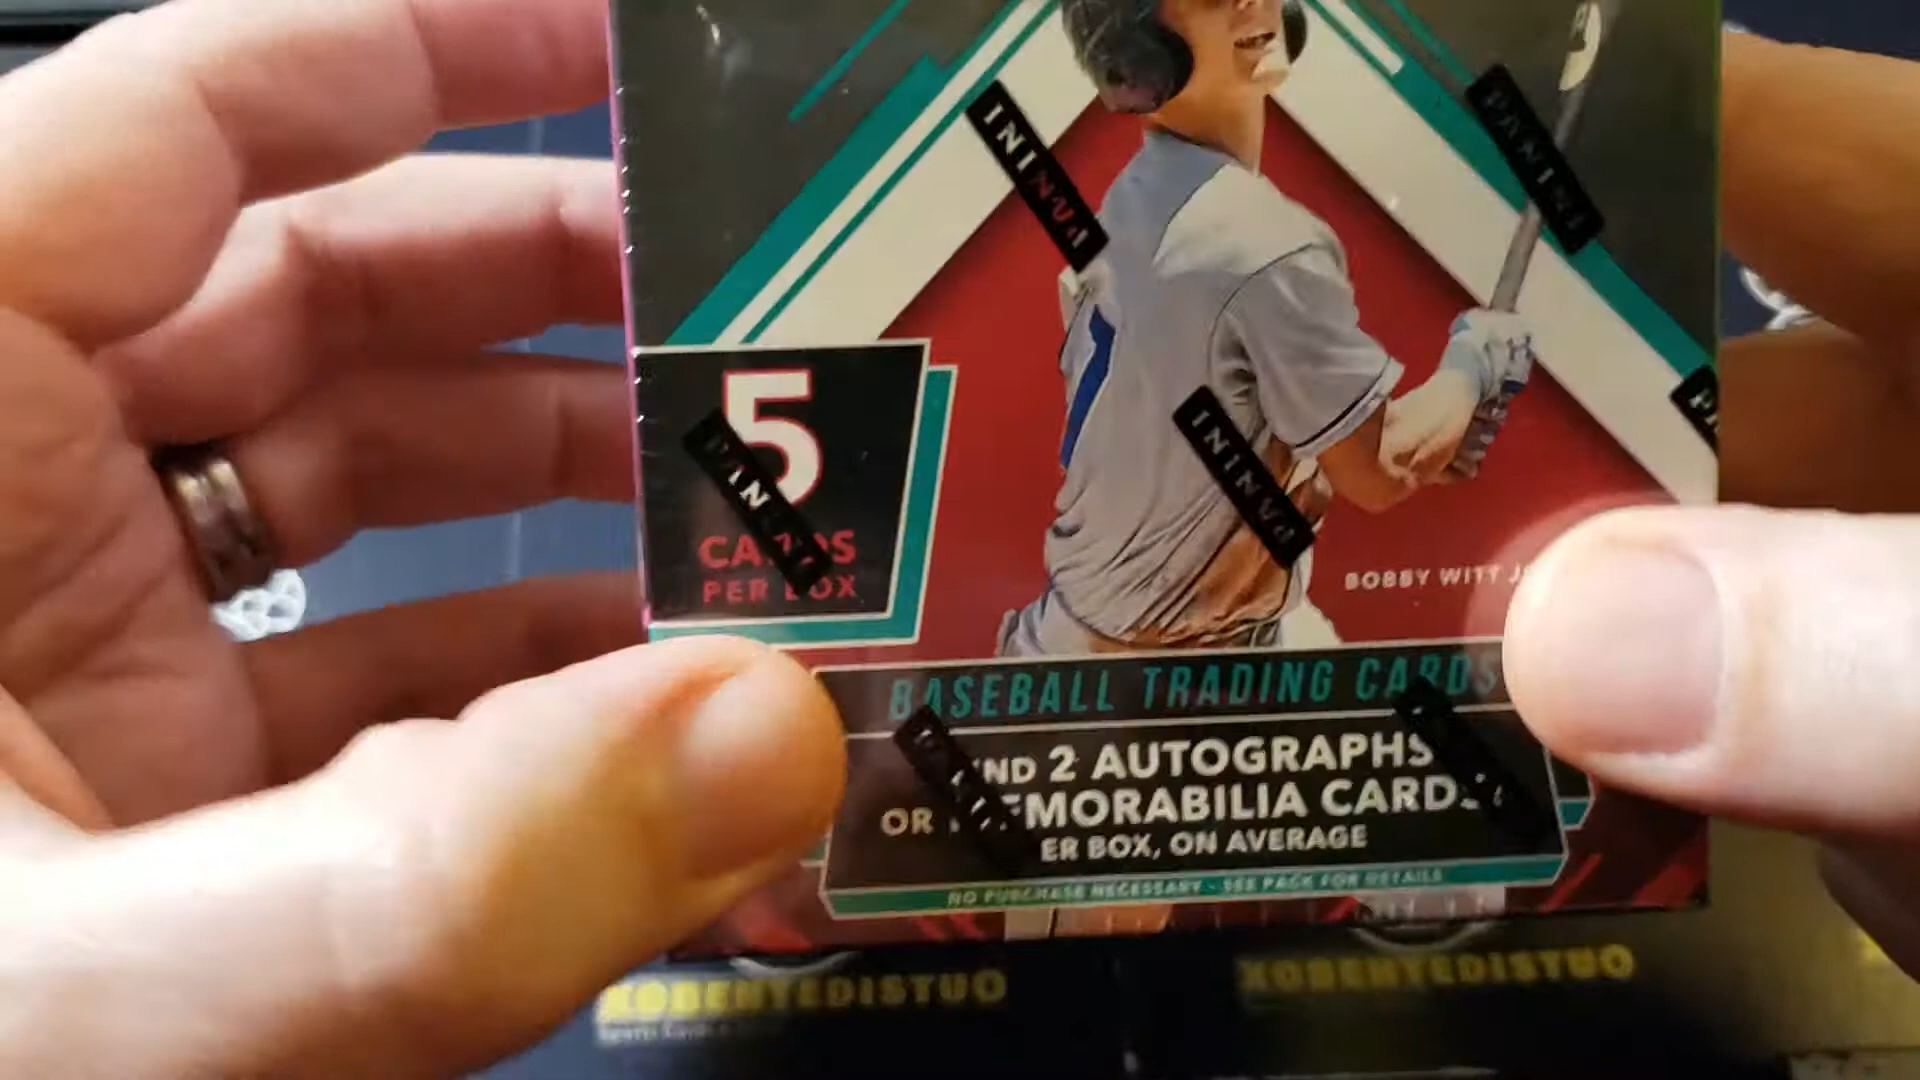 PANINI
PANINI
5
CARDS
PER BOX
PANINI
PANINI
BOBBY WITT
BASEBALL TRADING CARDS
2 AUTOGRAPHS
OR MEMORABILIA CARDS
ER BOX, ON AVERAGE
NO PURCHASE NECESSARY - SEE PACK FOR DETAILS